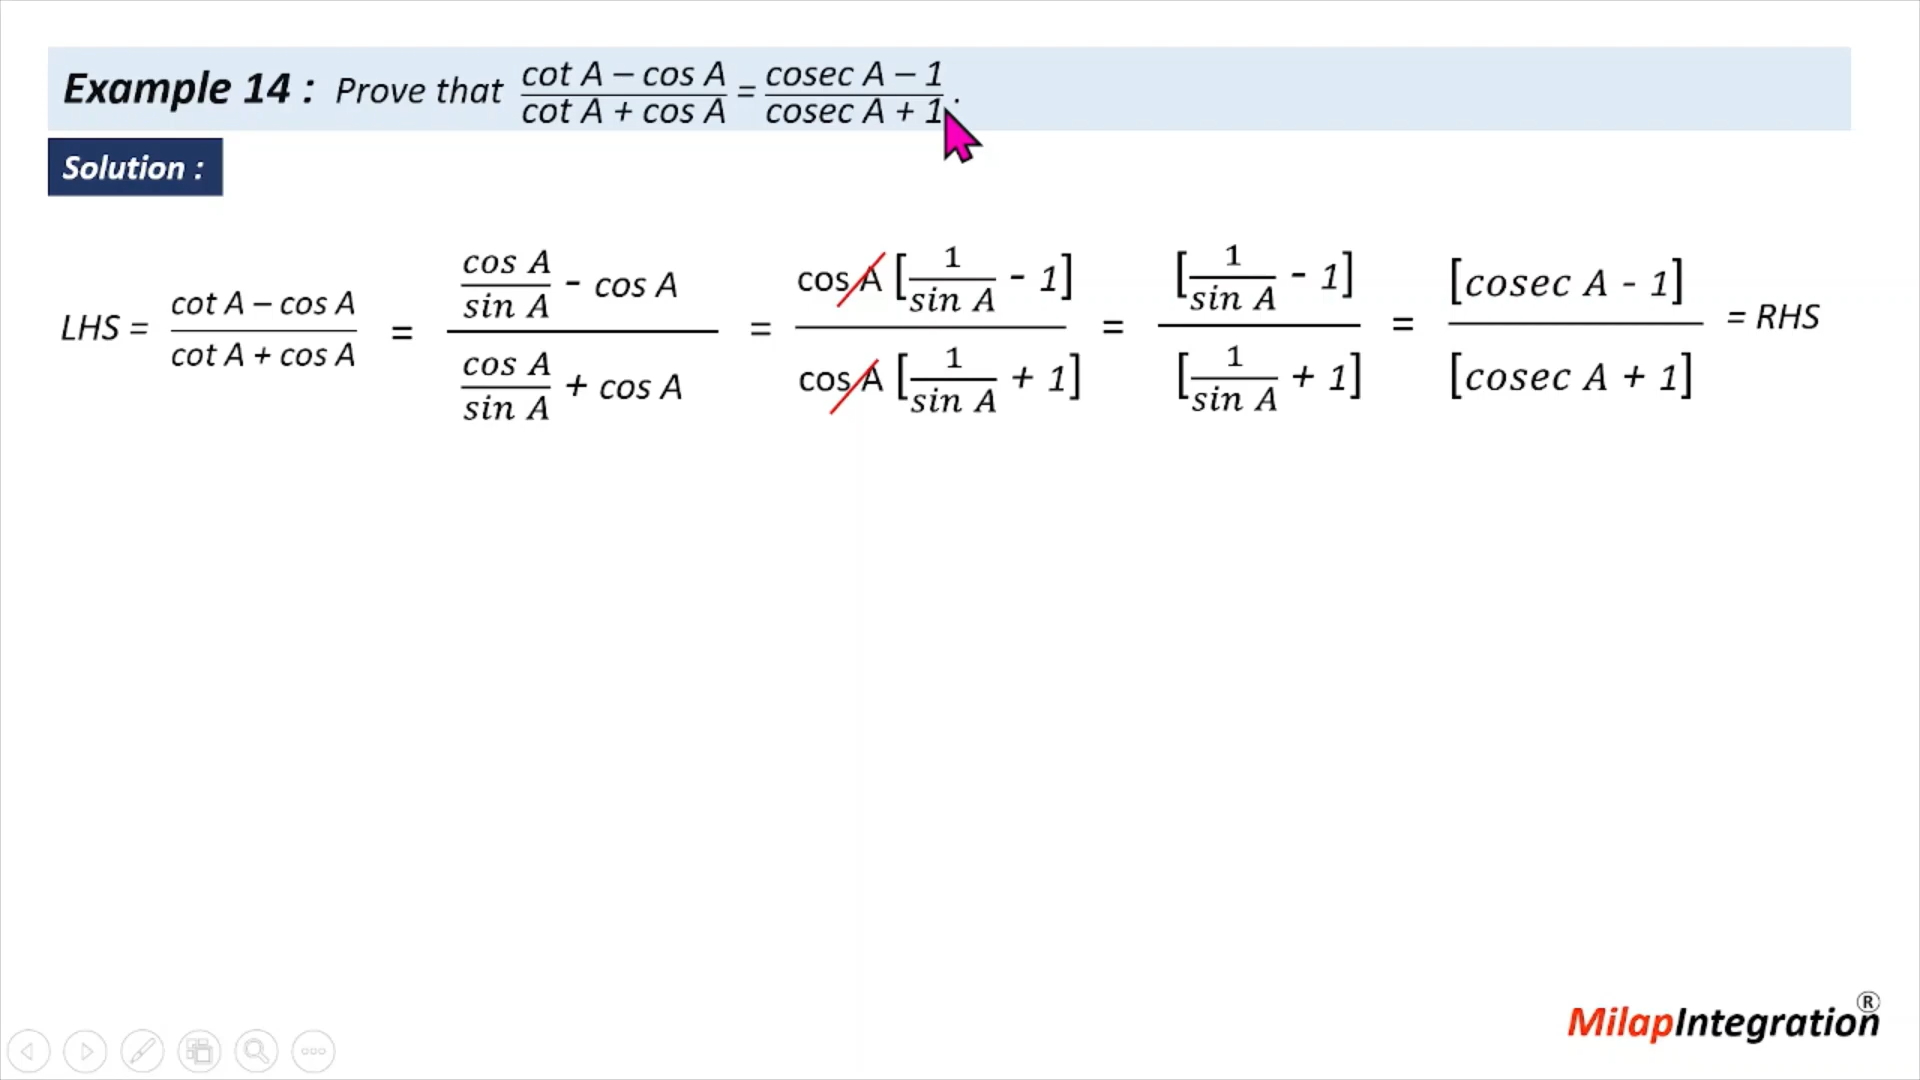 Example 14 : Prove that (cot A – cos A)/(cot A + cos A) = (cosec A – 1)/(cosec A + 1) .
Solution :
LHS = (cot A – cos A)/(cot A + cos A) = (cos A/sin A - cos A)/(cos A/sin A + cos A) = (cos A [1/sin A - 1])/(cos A [1/sin A + 1]) = [1/sin A - 1]/[1/sin A + 1] = [cosec A - 1]/[cosec A + 1] = RHS
MilapIntegration®